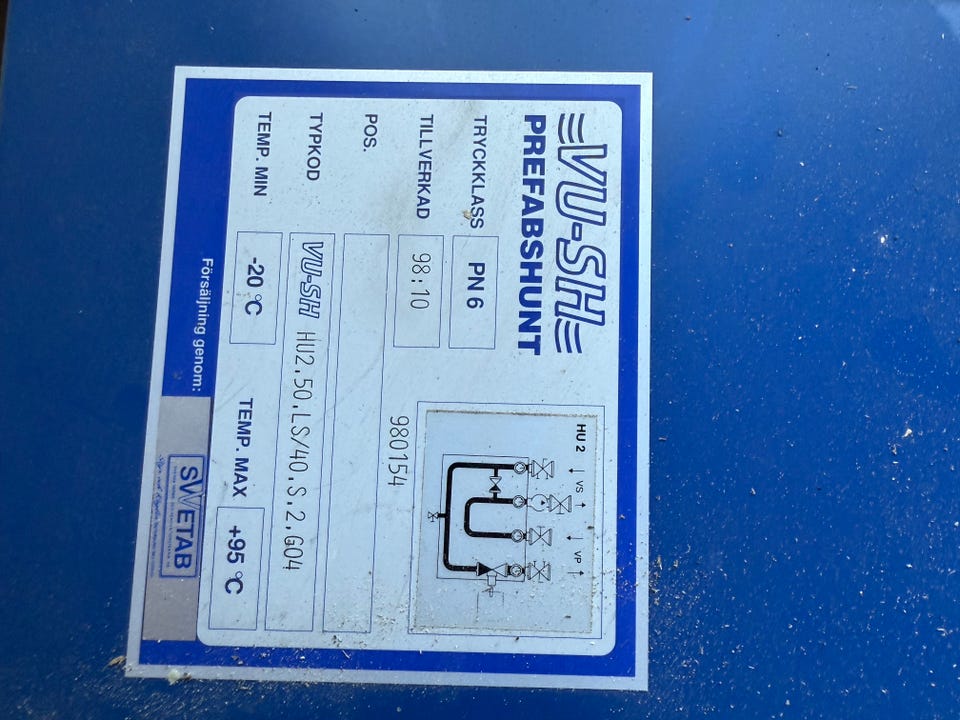 VU-SH
PREFABSHUNT
TRYCKKLASS PN 6
TILLVERKAD 98:10
980154
POS.
TYPKOD VU-SH HU2.50.LS/40.S.2.G04
TEMP. MIN -20 °C TEMP. MAX +95 °C
HU 2
VS
VP
Försäljning genom:
SWETAB